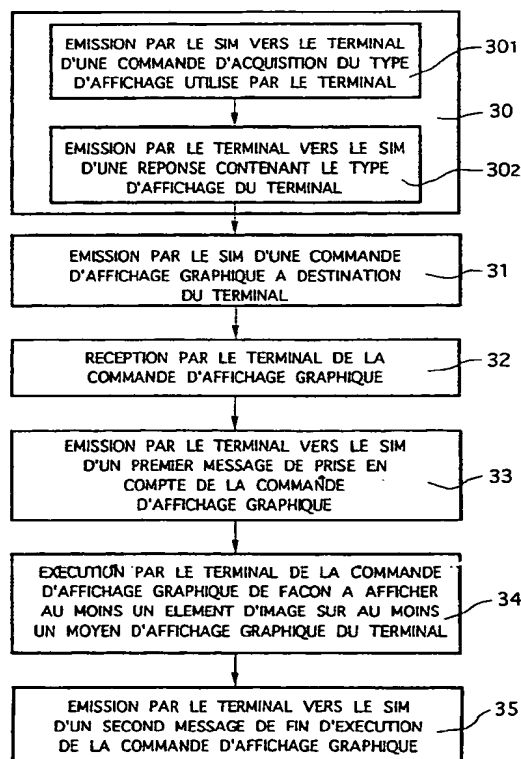 EMISSION PAR LE SIM VERS LE TERMINAL
D'UNE COMMANDE D'ACQUISITION DU TYPE
D'AFFICHAGE UTILISE PAR LE TERMINAL
301
30
EMISSION PAR LE TERMINAL VERS LE SIM
D'UNE REPONSE CONTENANT LE TYPE
D'AFFICHAGE DU TERMINAL
302
EMISSION PAR LE SIM D'UNE COMMANDE
D'AFFICHAGE GRAPHIQUE A DESTINATION
DU TERMINAL
31
RECEPTION PAR LE TERMINAL DE LA
COMMANDE D'AFFICHAGE GRAPHIQUE
32
EMISSION PAR LE TERMINAL VERS LE SIM
D'UN PREMIER MESSAGE DE PRISE EN
COMPTE DE LA COMMANDE
D'AFFICHAGE GRAPHIQUE
33
EXECUTION PAR LE TERMINAL DE LA COMMANDE
D'AFFICHAGE GRAPHIQUE DE FACON A AFFICHER
AU MOINS UN ELEMENT D'IMAGE SUR AU MOINS
UN MOYEN D'AFFICHAGE GRAPHIQUE DU TERMINAL
34
EMISSION PAR LE TERMINAL VERS LE SIM
D'UN SECOND MESSAGE DE FIN D'EXECUTION
DE LA COMMANDE D'AFFICHAGE GRAPHIQUE
35